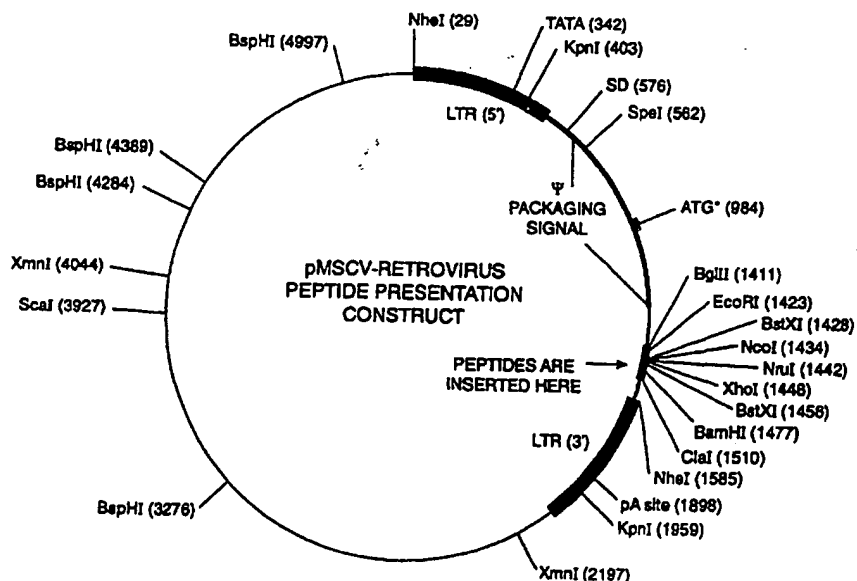 NheI (29)
TATA (342)
KpnI (403)
BspHI (4997)
SD (576)
SpeI (562)
LTR (5')
BspHI (4389)
BspHI (4284)
Ψ
PACKAGING
SIGNAL
ATG* (984)
XmnI (4044)
ScaI (3927)
pMSCV-RETROVIRUS
PEPTIDE PRESENTATION
CONSTRUCT
BglII (1411)
EcoRI (1423)
BstXI (1428)
NcoI (1434)
NruI (1442)
XhoI (1448)
BstXI (1458)
BamHI (1477)
ClaI (1510)
NheI (1585)
PEPTIDES ARE
INSERTED HERE
LTR (3')
pA site (1898)
KpnI (1959)
BspHI (3276)
XmnI (2197)